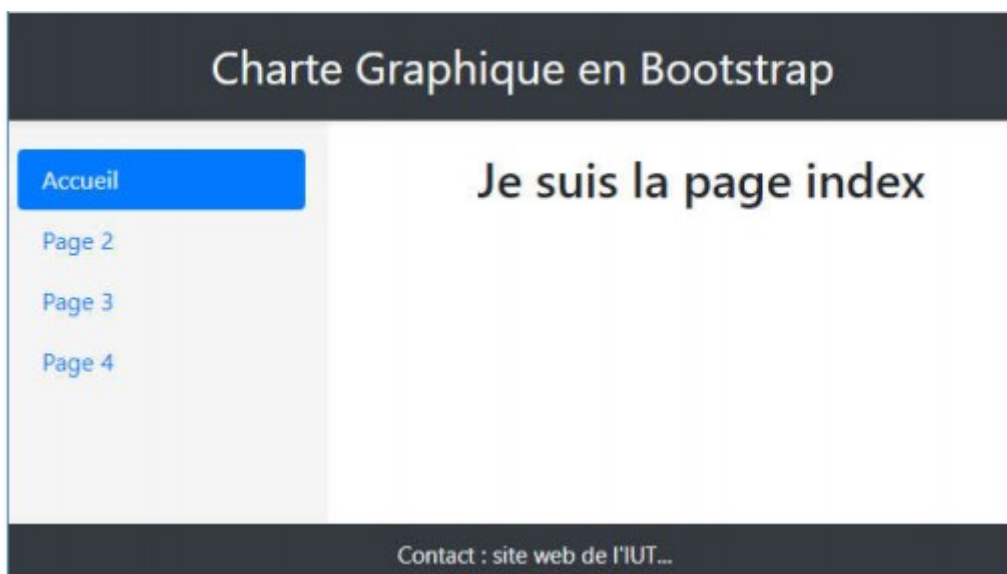 Charte Graphique en Bootstrap
Accueil
Page 2
Page 3
Page 4
Je suis la page index
Contact : site web de l'IUT...